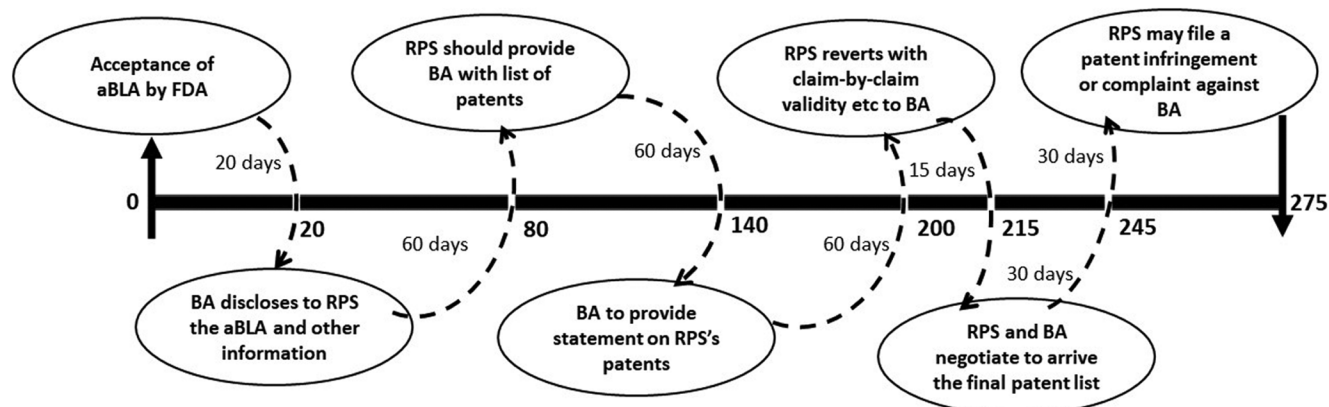 Acceptance of
aBLA by FDA
RPS should provide
BA with list of
patents
RPS reverts with
claim-by-claim
validity etc to BA
RPS may file a
patent infringement
or complaint against
BA
20 days
60 days
15 days
30 days
0
20
80
140
200
215
245
275
60 days
60 days
30 days
BA discloses to RPS
the aBLA and other
information
BA to provide
statement on RPS's
patents
RPS and BA
negotiate to arrive
the final patent list